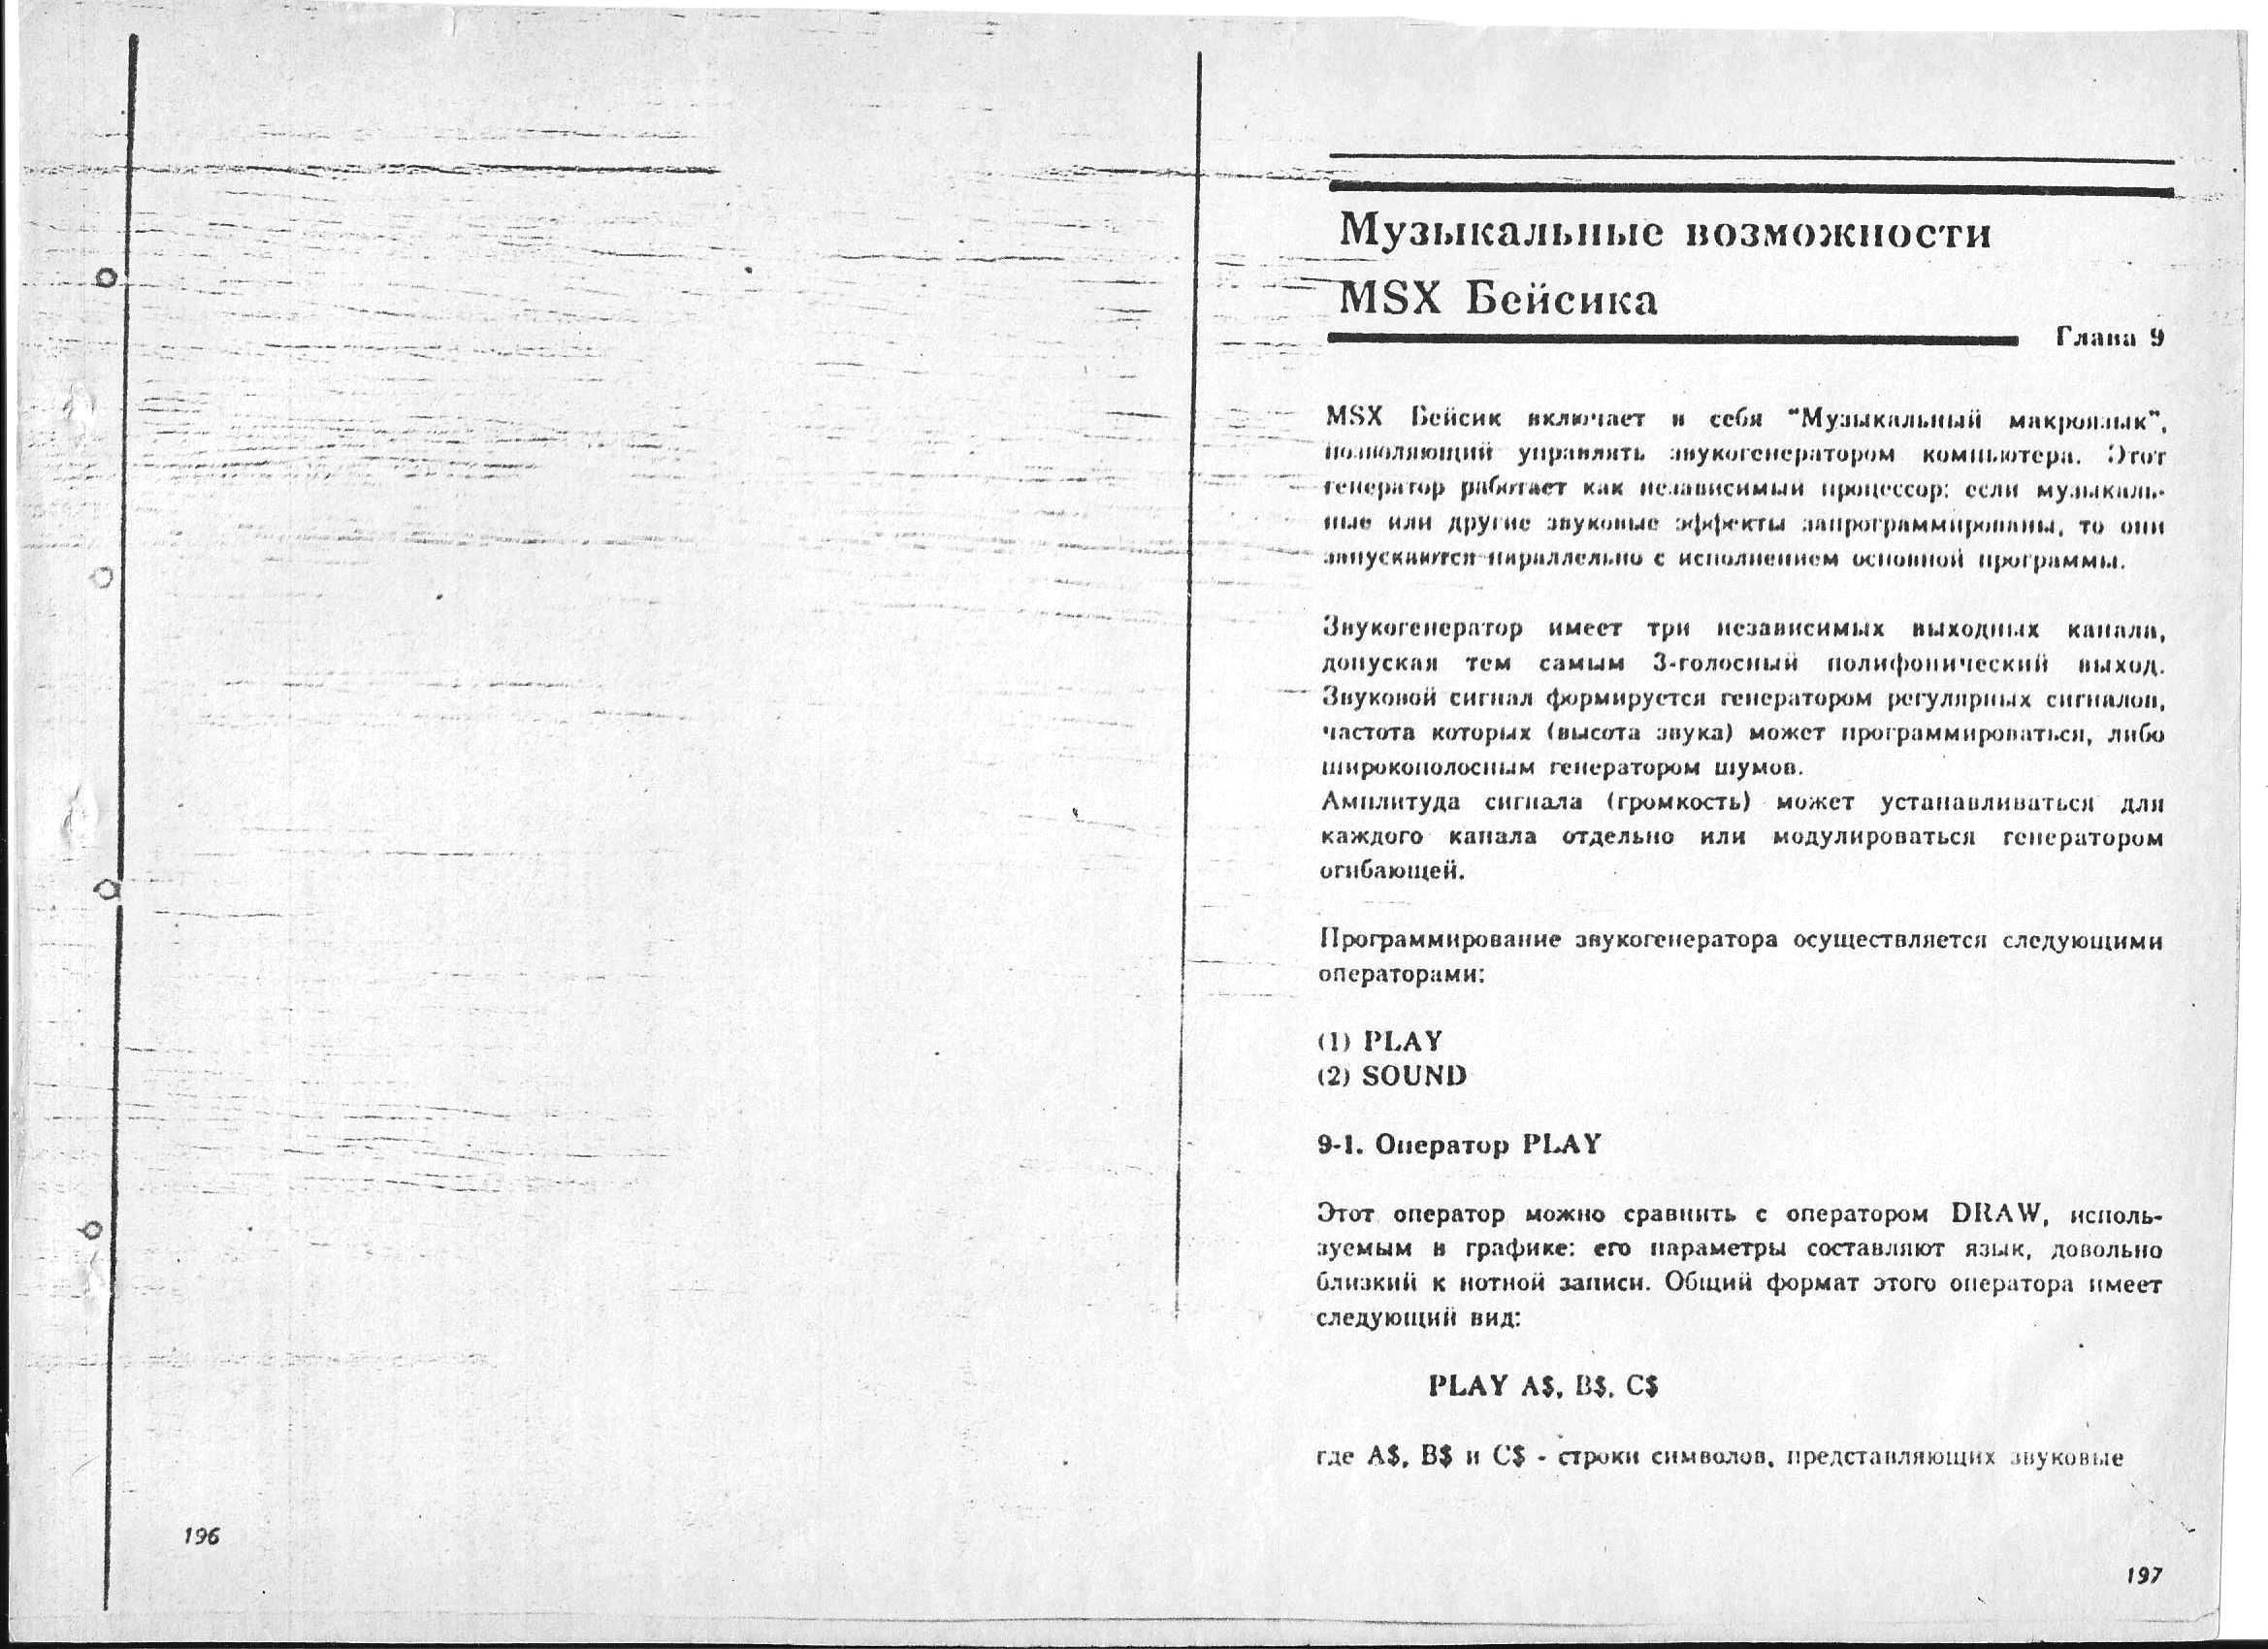 Музыкальные возможности
MSX Бейсика
Глава 9
MSX Бейсик включает в себя "Музыкальный макроязык",
позволяющий управлять звукогенератором компьютера. Этот
генератор работает как независимый процессор: если музыкаль-
ные или другие звуковые эффекты запрограммированы, то они
запускаются параллельно с исполнением основной программы.
Звукогенератор имеет три независимых выходных канала,
допуская тем самым 3-голосный полифонический выход.
Звуковой сигнал формируется генератором регулярных сигналов,
частота которых (высота звука) может программироваться, либо
широкополосным генератором шумов.
Амплитуда сигнала (громкость) может устанавливаться для
каждого канала отдельно или модулироваться генератором
огибающей.
Программирование звукогенератора осуществляется следующими
операторами:
(1) PLAY
(2) SOUND
9-1. Оператор PLAY
Этот оператор можно сравнить с оператором DRAW, исполь-
зуемым в графике: его параметры составляют язык, довольно
близкий к нотной записи. Общий формат этого оператора имеет
следующий вид:
PLAY A$, B$, C$
где A$, B$ и C$ - строки символов, представляющих звуковые
196
197